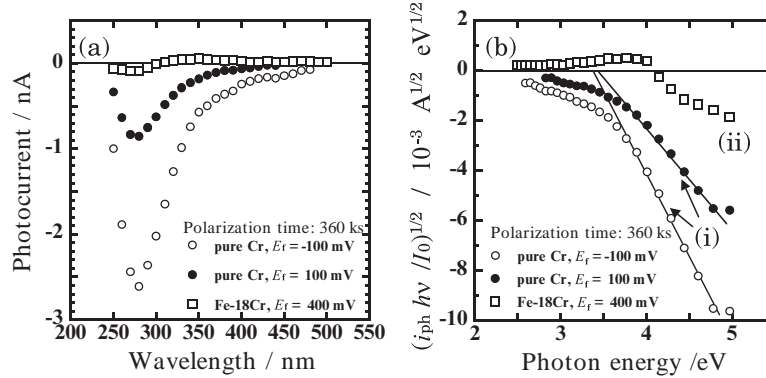 (a)
0
-1
-2
-3
Photocurrent / nA
Polarization time: 360 ks
pure Cr, Ef = -100 mV
pure Cr, Ef = 100 mV
Fe-18Cr, Ef = 400 mV
200 250 300 350 400 450 500 550
Wavelength / nm
(b)
4
2
0
-2
-4
-6
-8
-10
(iph hν /I0)1/2 / 10-3 A1/2 eV1/2
(ii)
(i)
Polarization time: 360 ks
pure Cr, Ef = -100 mV
pure Cr, Ef = 100 mV
Fe-18Cr, Ef = 400 mV
2 3 4 5
Photon energy /eV